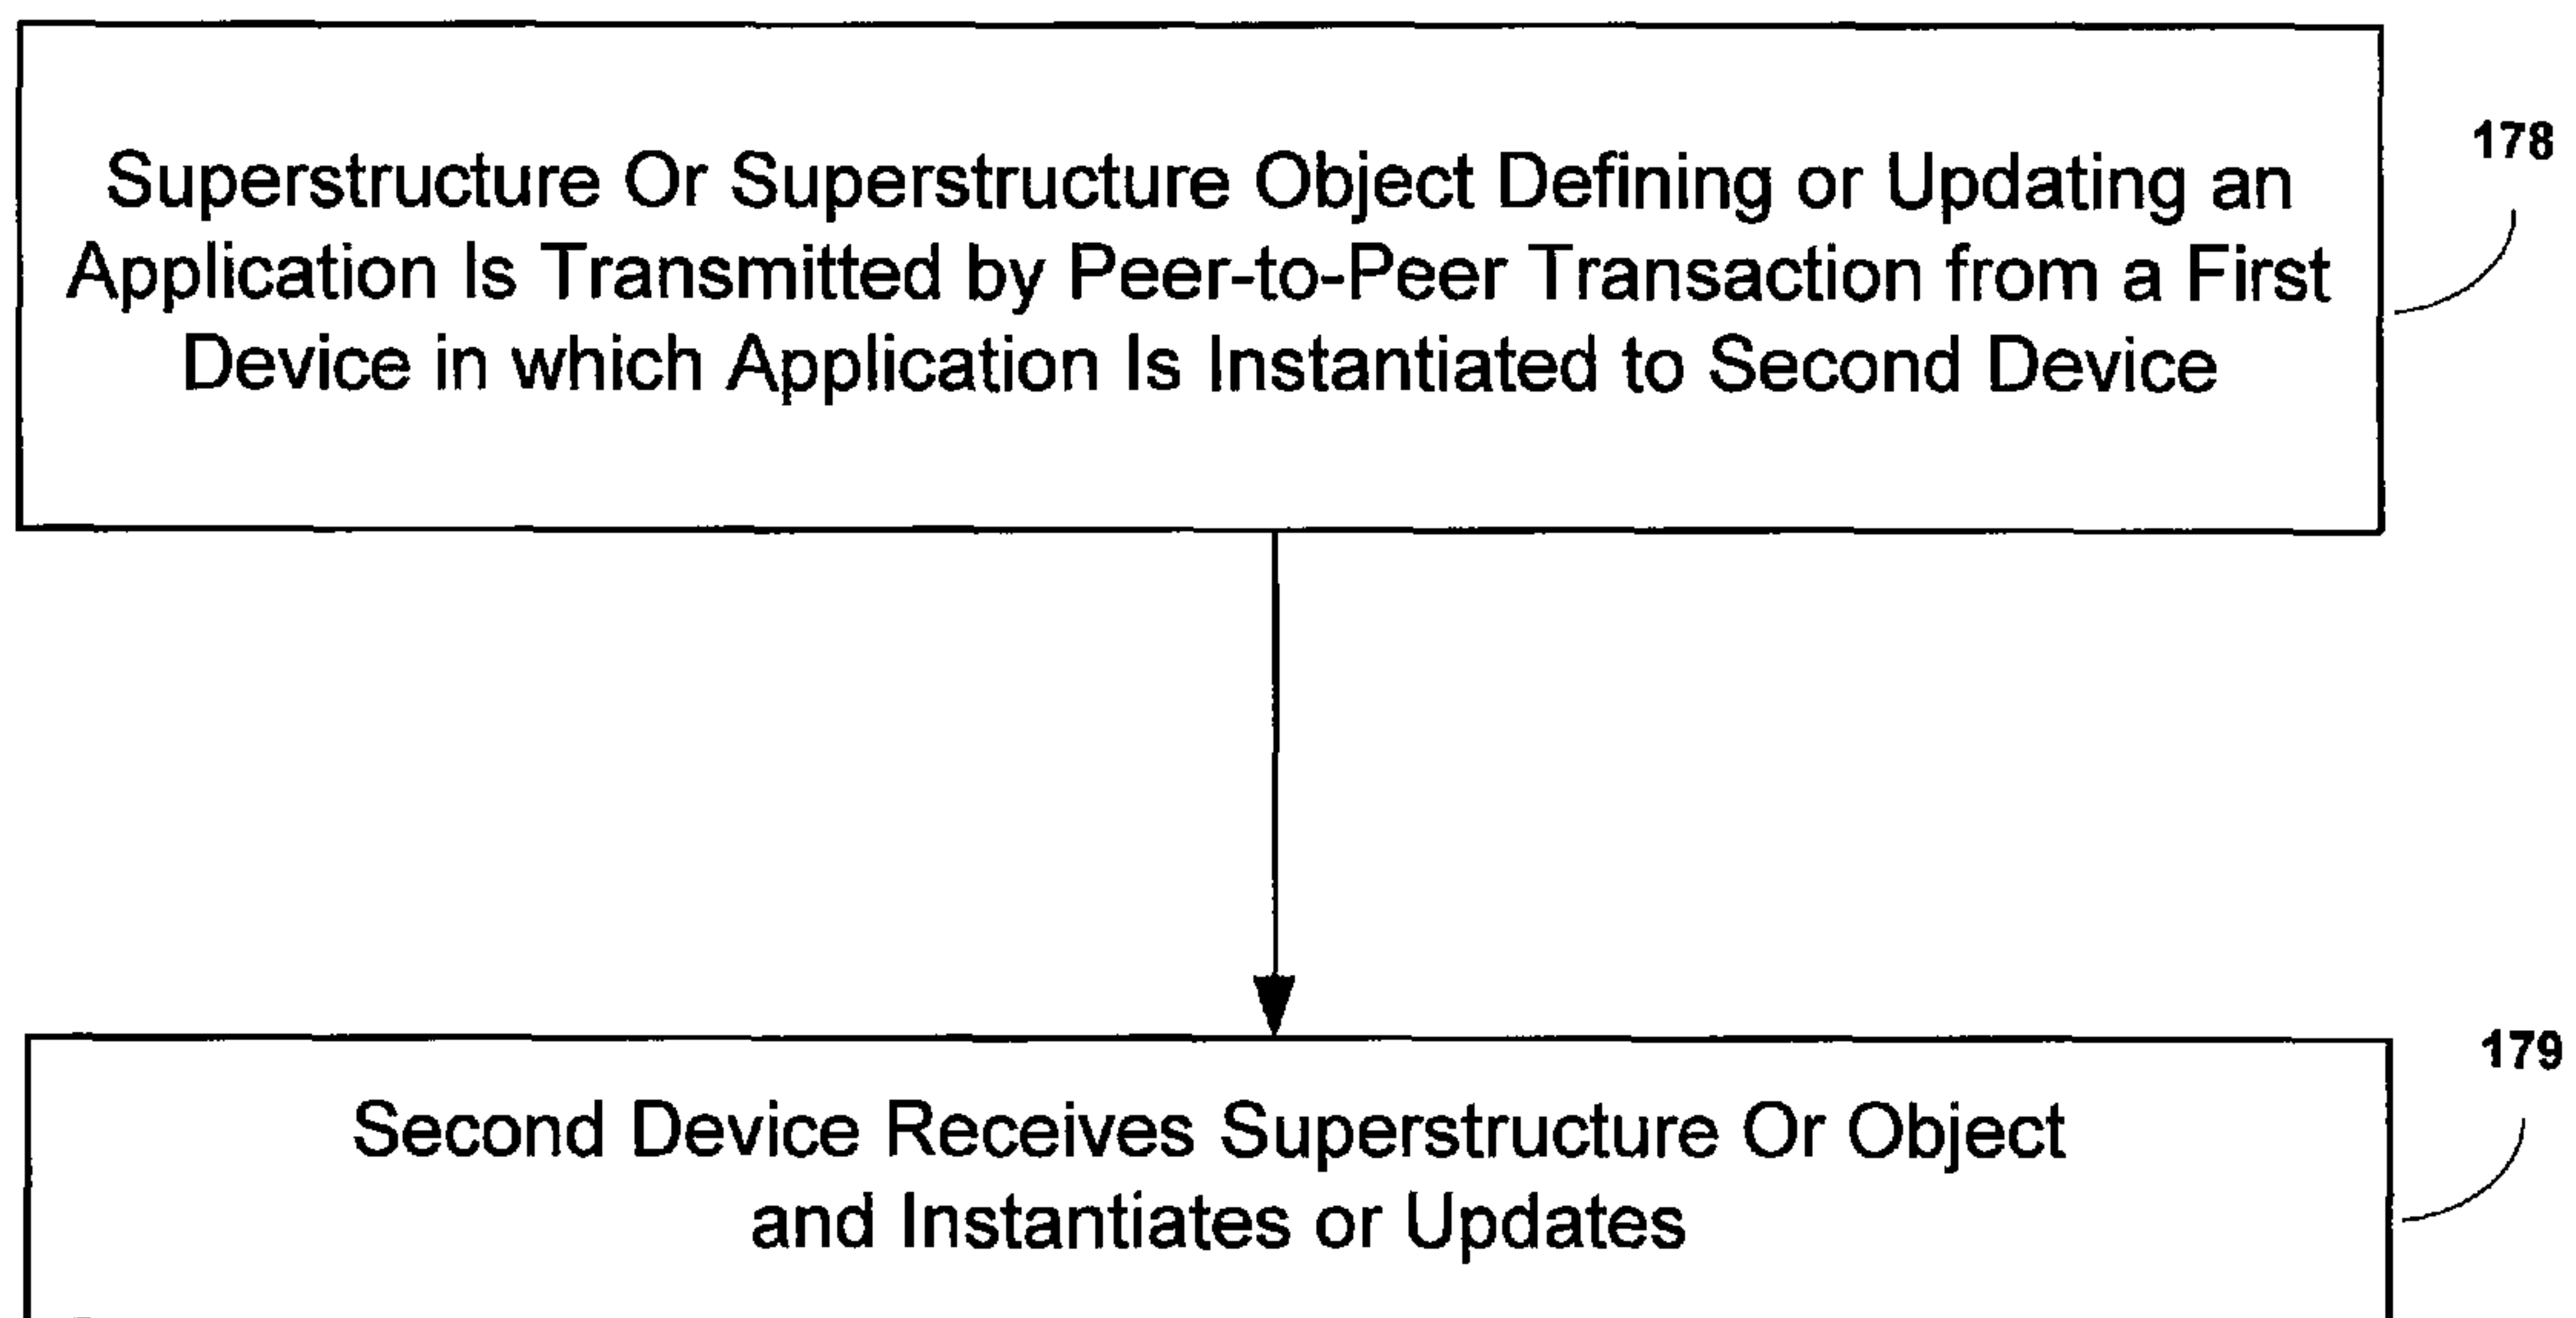 178
Superstructure Or Superstructure Object Defining or Updating an
Application Is Transmitted by Peer-to-Peer Transaction from a First
Device in which Application Is Instantiated to Second Device
179
Second Device Receives Superstructure Or Object
and Instantiates or Updates